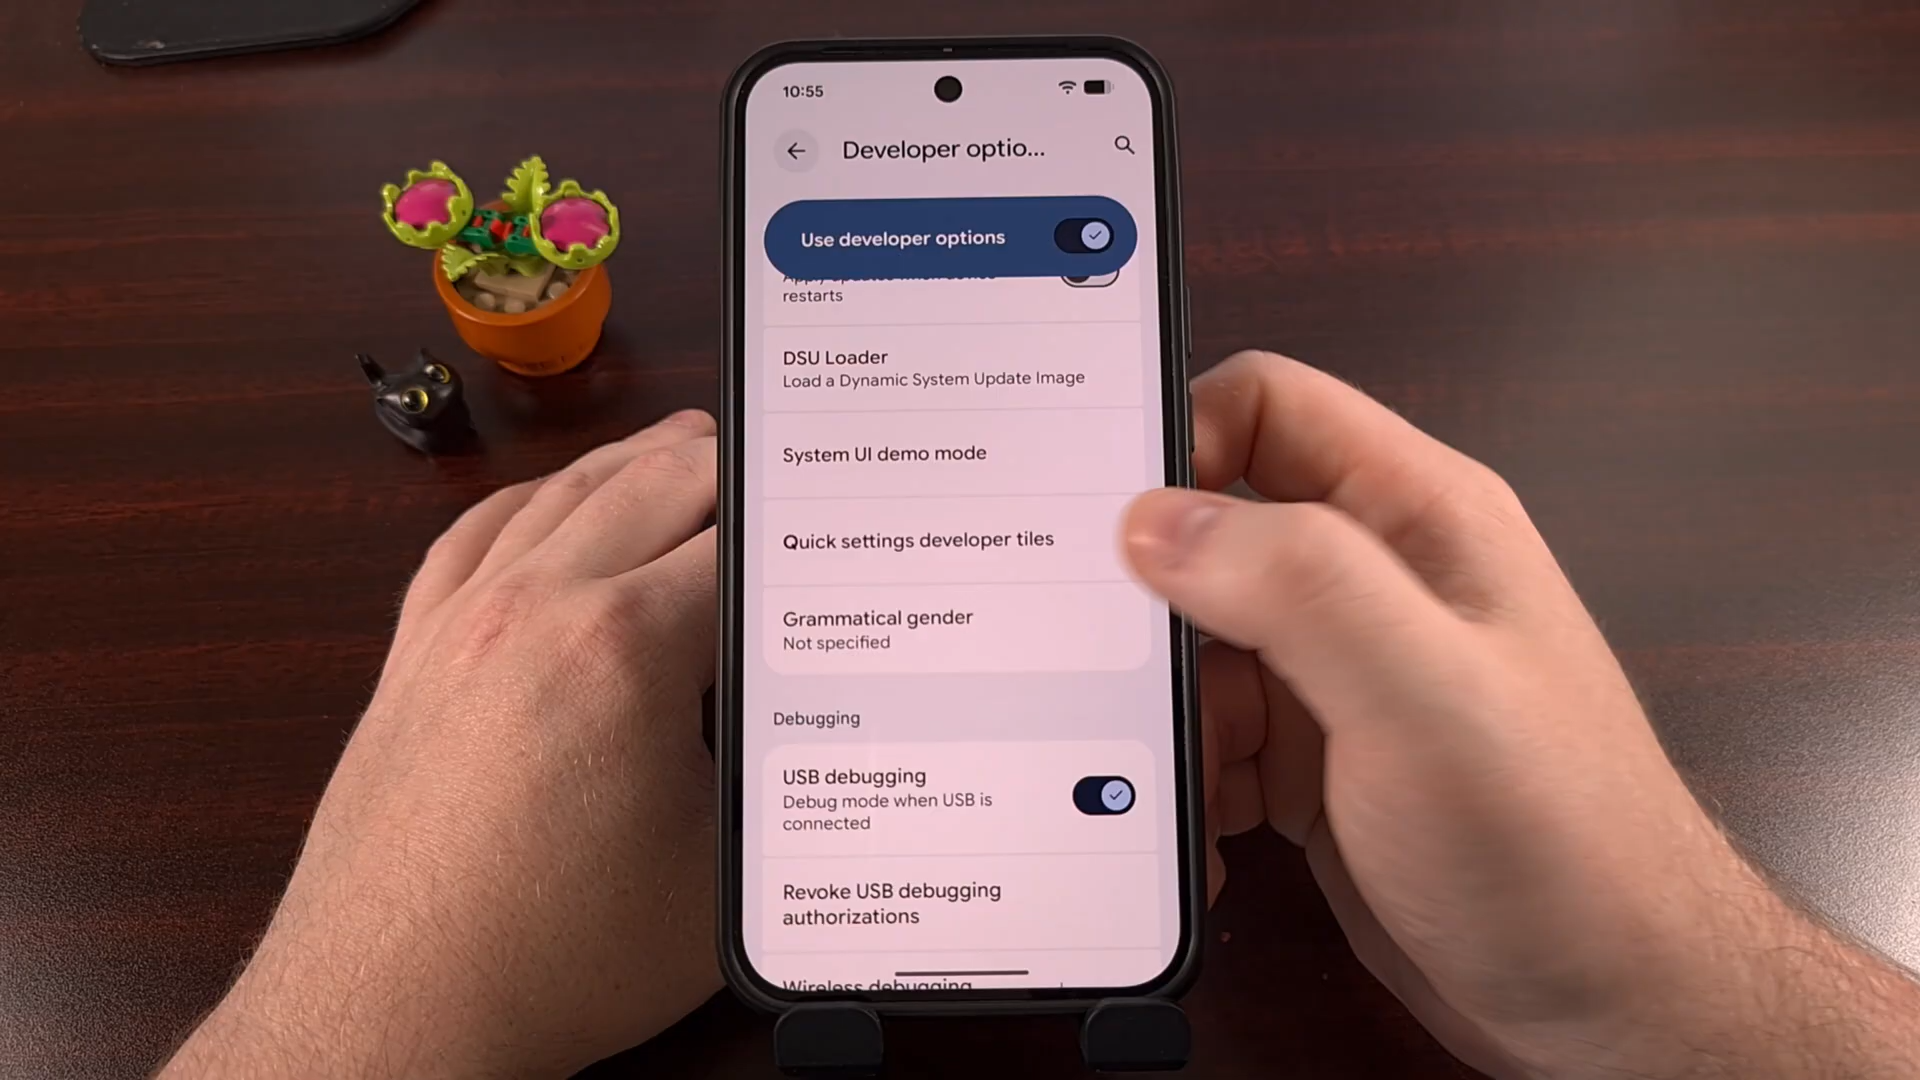 10:55
Developer optio...
Use developer options
restarts
DSU Loader
Load a Dynamic System Update Image
System UI demo mode
Quick settings developer tiles
Grammatical gender
Not specified
Debugging
USB debugging
Debug mode when USB is
connected
Revoke USB debugging
authorizations
Wireless debugging